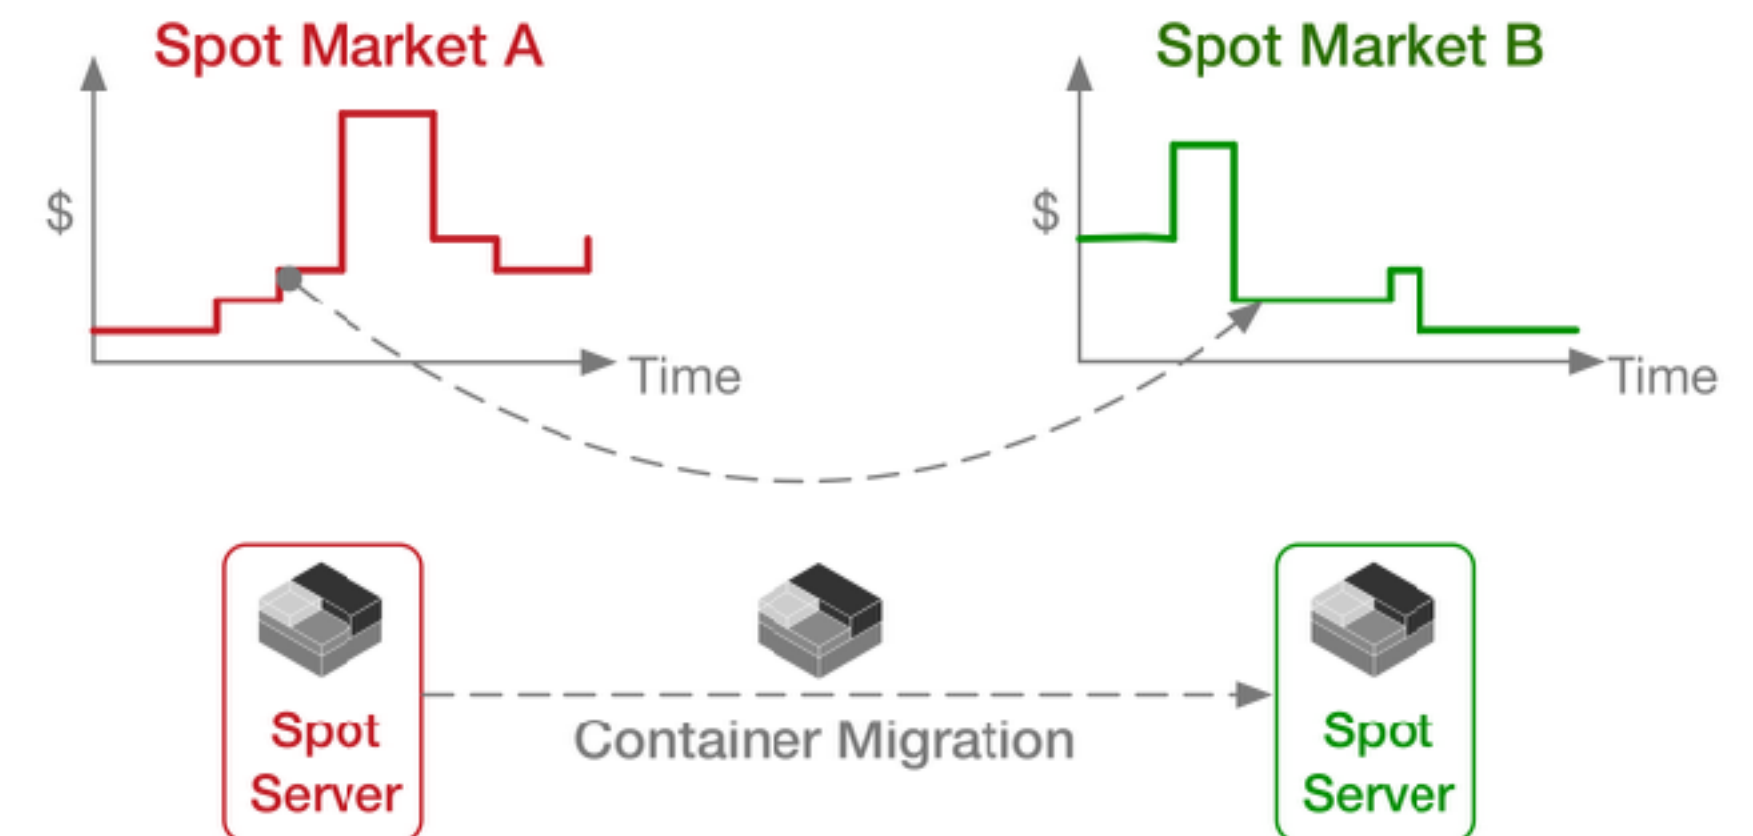 Spot Market A
Spot Market B
$
$
Time
Time
Container Migration
Spot
Server
Spot
Server